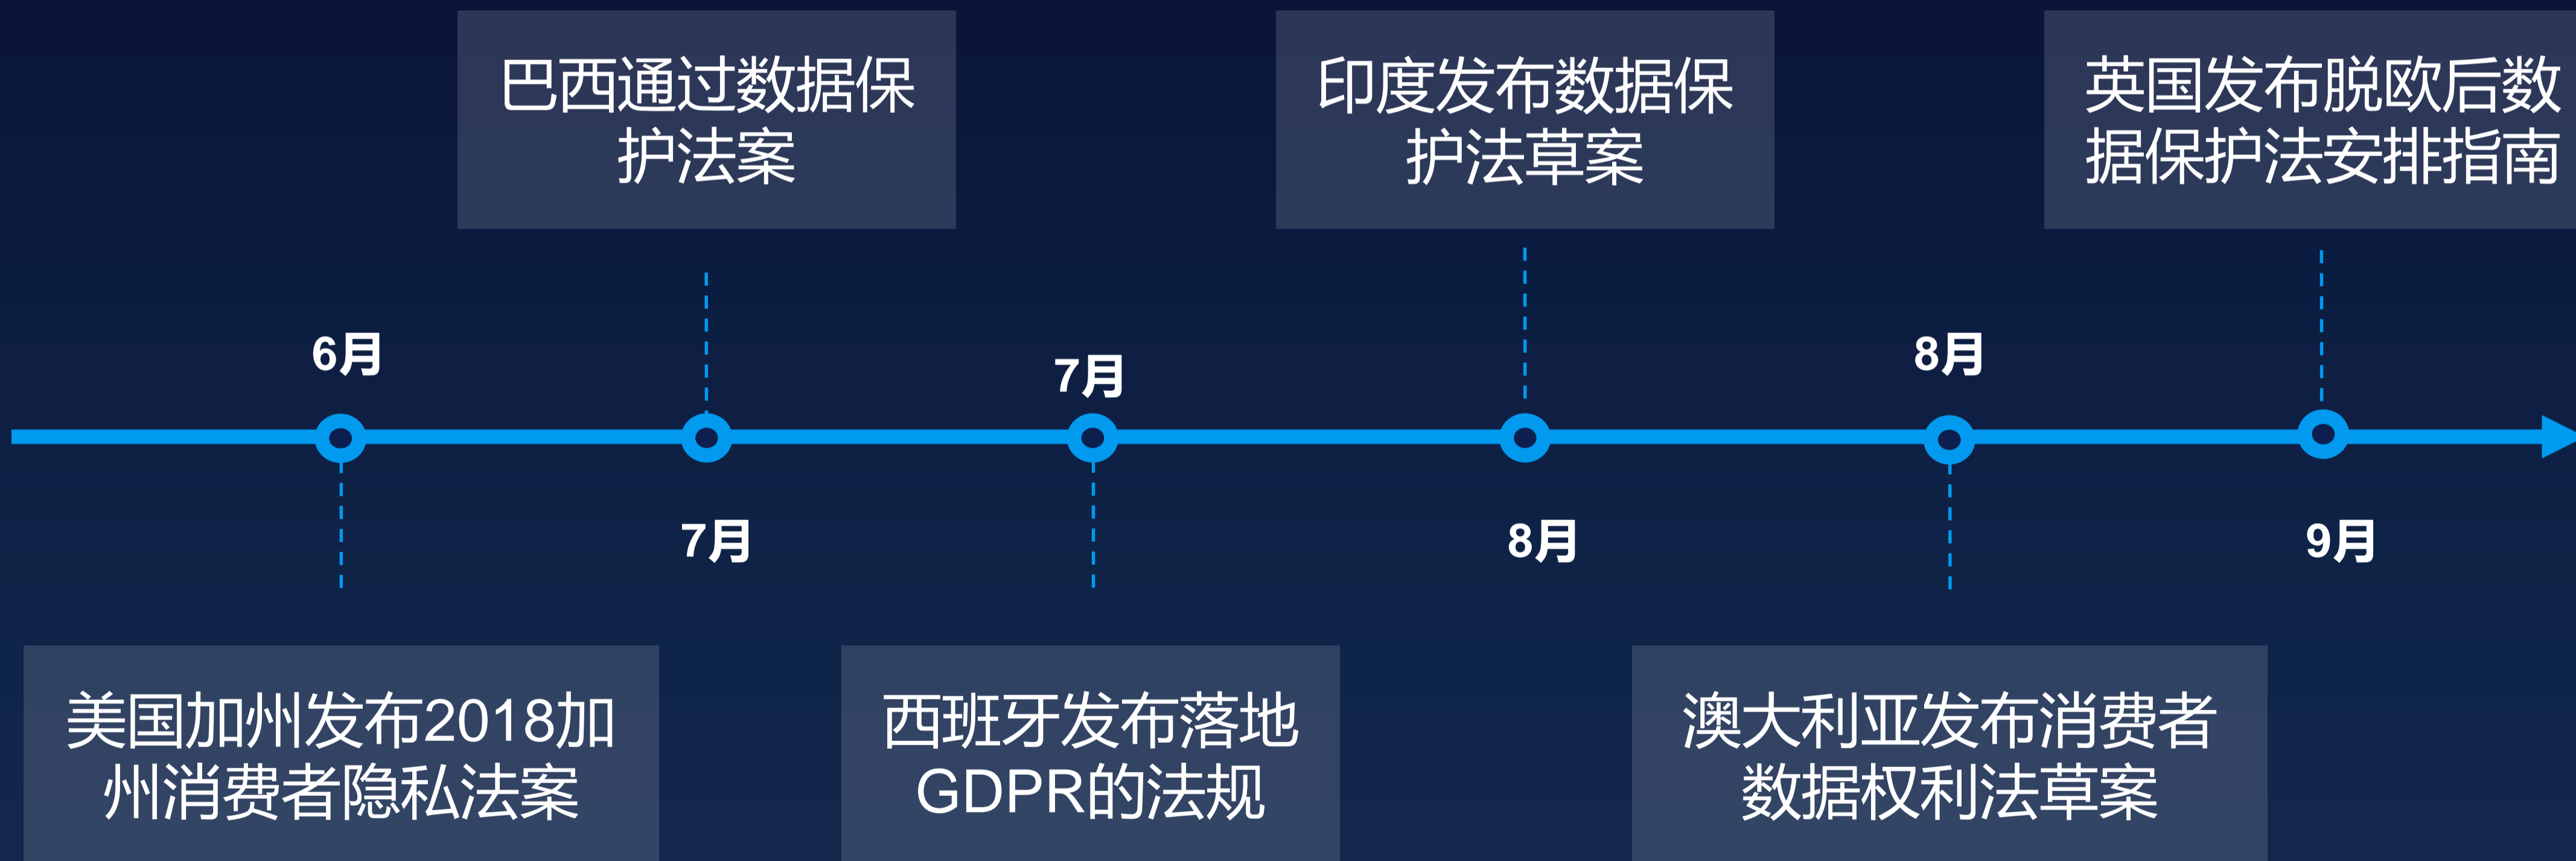 巴西通过数据保
护法案
印度发布数据保
护法草案
英国发布脱欧后数
据保护法安排指南
6月
7月
8月
7月
8月
9月
美国加州发布2018加
州消费者隐私法案
西班牙发布落地
GDPR的法规
澳大利亚发布消费者
数据权利法草案